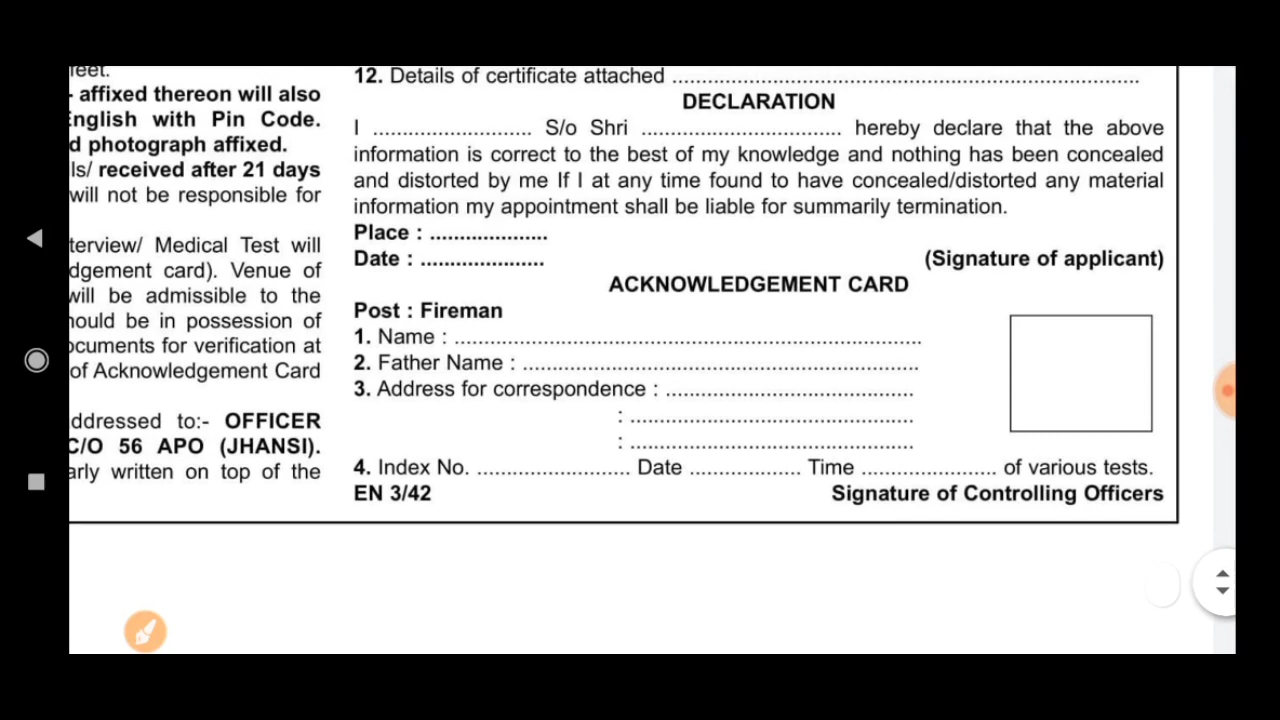 feet.
- affixed thereon will also
English with Pin Code.
d photograph affixed.
ls/ received after 21 days
will not be responsible for
terview/ Medical Test will
dgement card). Venue of
will be admissible to the
hould be in possession of
ocuments for verification at
of Acknowledgement Card
ddressed to:- OFFICER
C/O 56 APO (JHANSI).
arly written on top of the
12. Details of certificate attached ................................................................................
DECLARATION
I ........................... S/o Shri .................................. hereby declare that the above
information is correct to the best of my knowledge and nothing has been concealed
and distorted by me If I at any time found to have concealed/distorted any material
information my appointment shall be liable for summarily termination.
Place : ....................
Date : .....................
(Signature of applicant)
ACKNOWLEDGEMENT CARD
Post : Fireman
1. Name : ................................................................................
2. Father Name : ...................................................................
3. Address for correspondence : ..........................................
: ................................................
: ................................................
4. Index No. .......................... Date ................... Time ....................... of various tests.
EN 3/42
Signature of Controlling Officers